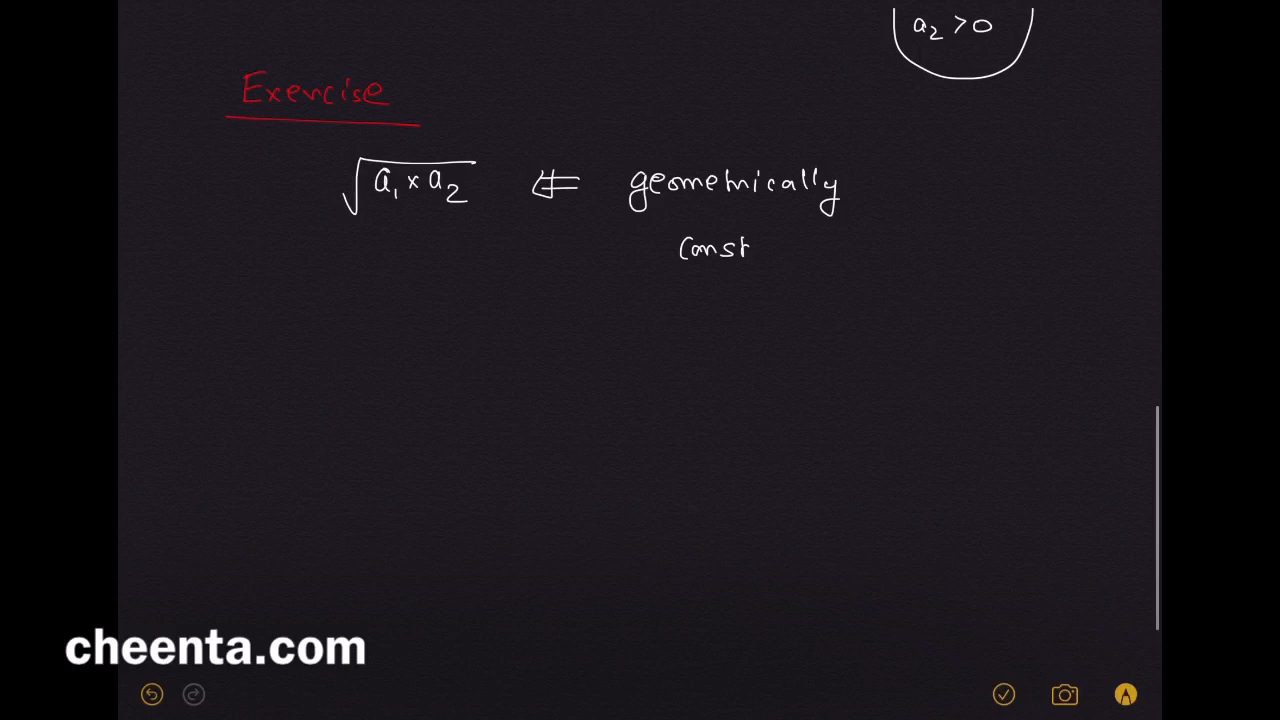 a₂ > 0
Exercise
√(a₁ × a₂) ⇐ geometrically
const
cheenta.com